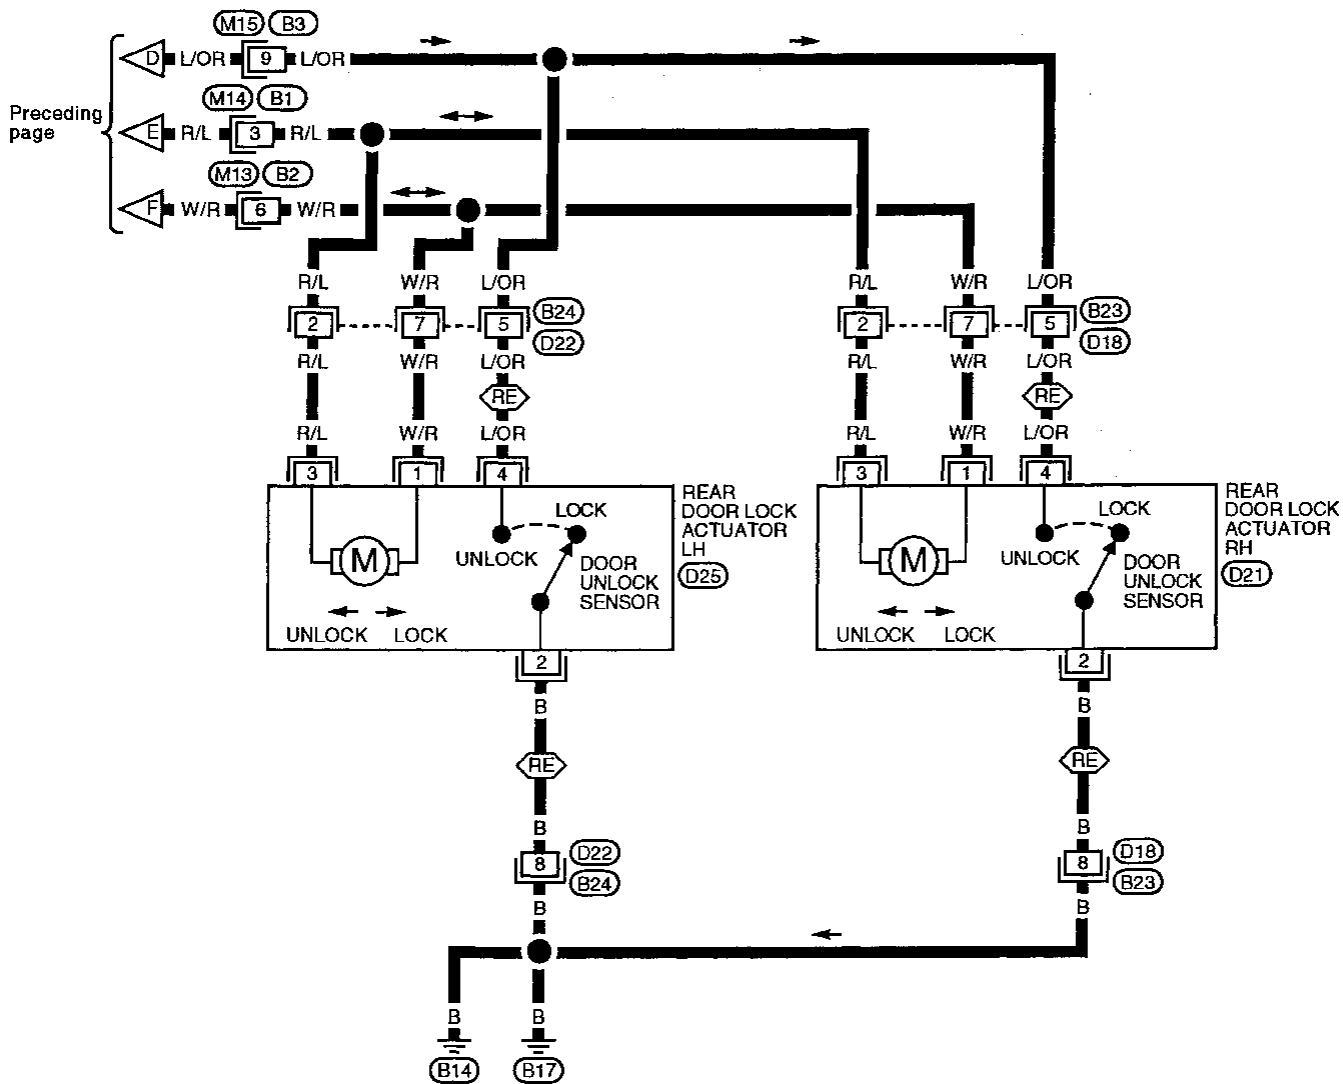 M15 B3
D L/OR 9 L/OR
M14 B1
Preceding
page
E R/L 3 R/L
M13 B2
F W/R 6 W/R
R/L W/R L/OR R/L W/R L/OR
2 7 5 B24 2 7 5 B23
D22 D18
R/L W/R L/OR R/L W/R L/OR
RE RE
R/L W/R L/OR R/L W/R L/OR
3 1 4 3 1 4
REAR
DOOR LOCK
ACTUATOR
LH
D25
LOCK
UNLOCK
DOOR
UNLOCK
SENSOR
M
UNLOCK LOCK
REAR
DOOR LOCK
ACTUATOR
RH
D21
LOCK
UNLOCK
DOOR
UNLOCK
SENSOR
M
UNLOCK LOCK
2 2
B B
RE RE
B B
8 D22 8 D18
B24 B23
B B
B B
B14 B17